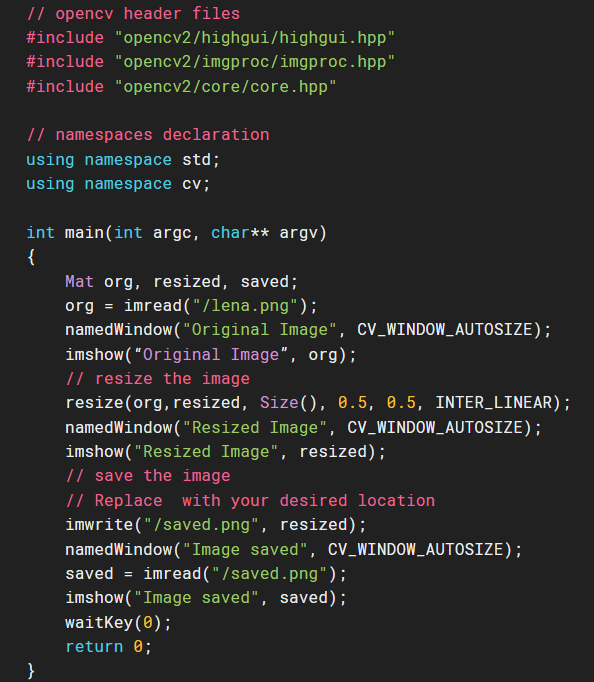 // opencv header files
#include "opencv2/highgui/highgui.hpp"
#include "opencv2/imgproc/imgproc.hpp"
#include "opencv2/core/core.hpp"

// namespaces declaration
using namespace std;
using namespace cv;

int main(int argc, char** argv)
{
    Mat org, resized, saved;
    org = imread("/lena.png");
    namedWindow("Original Image", CV_WINDOW_AUTOSIZE);
    imshow(“Original Image”, org);
    // resize the image
    resize(org,resized, Size(), 0.5, 0.5, INTER_LINEAR);
    namedWindow("Resized Image", CV_WINDOW_AUTOSIZE);
    imshow("Resized Image", resized);
    // save the image
    // Replace  with your desired location
    imwrite("/saved.png", resized);
    namedWindow("Image saved", CV_WINDOW_AUTOSIZE);
    saved = imread("/saved.png");
    imshow("Image saved", saved);
    waitKey(0);
    return 0;
}